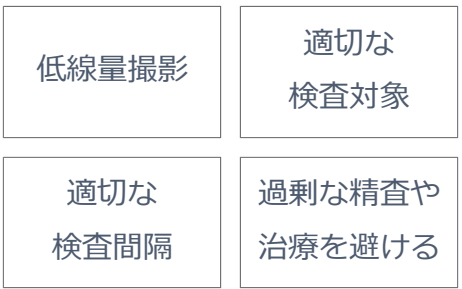 低線量撮影
適切な
検査対象
適切な
検査間隔
過剰な精査や
治療を避ける